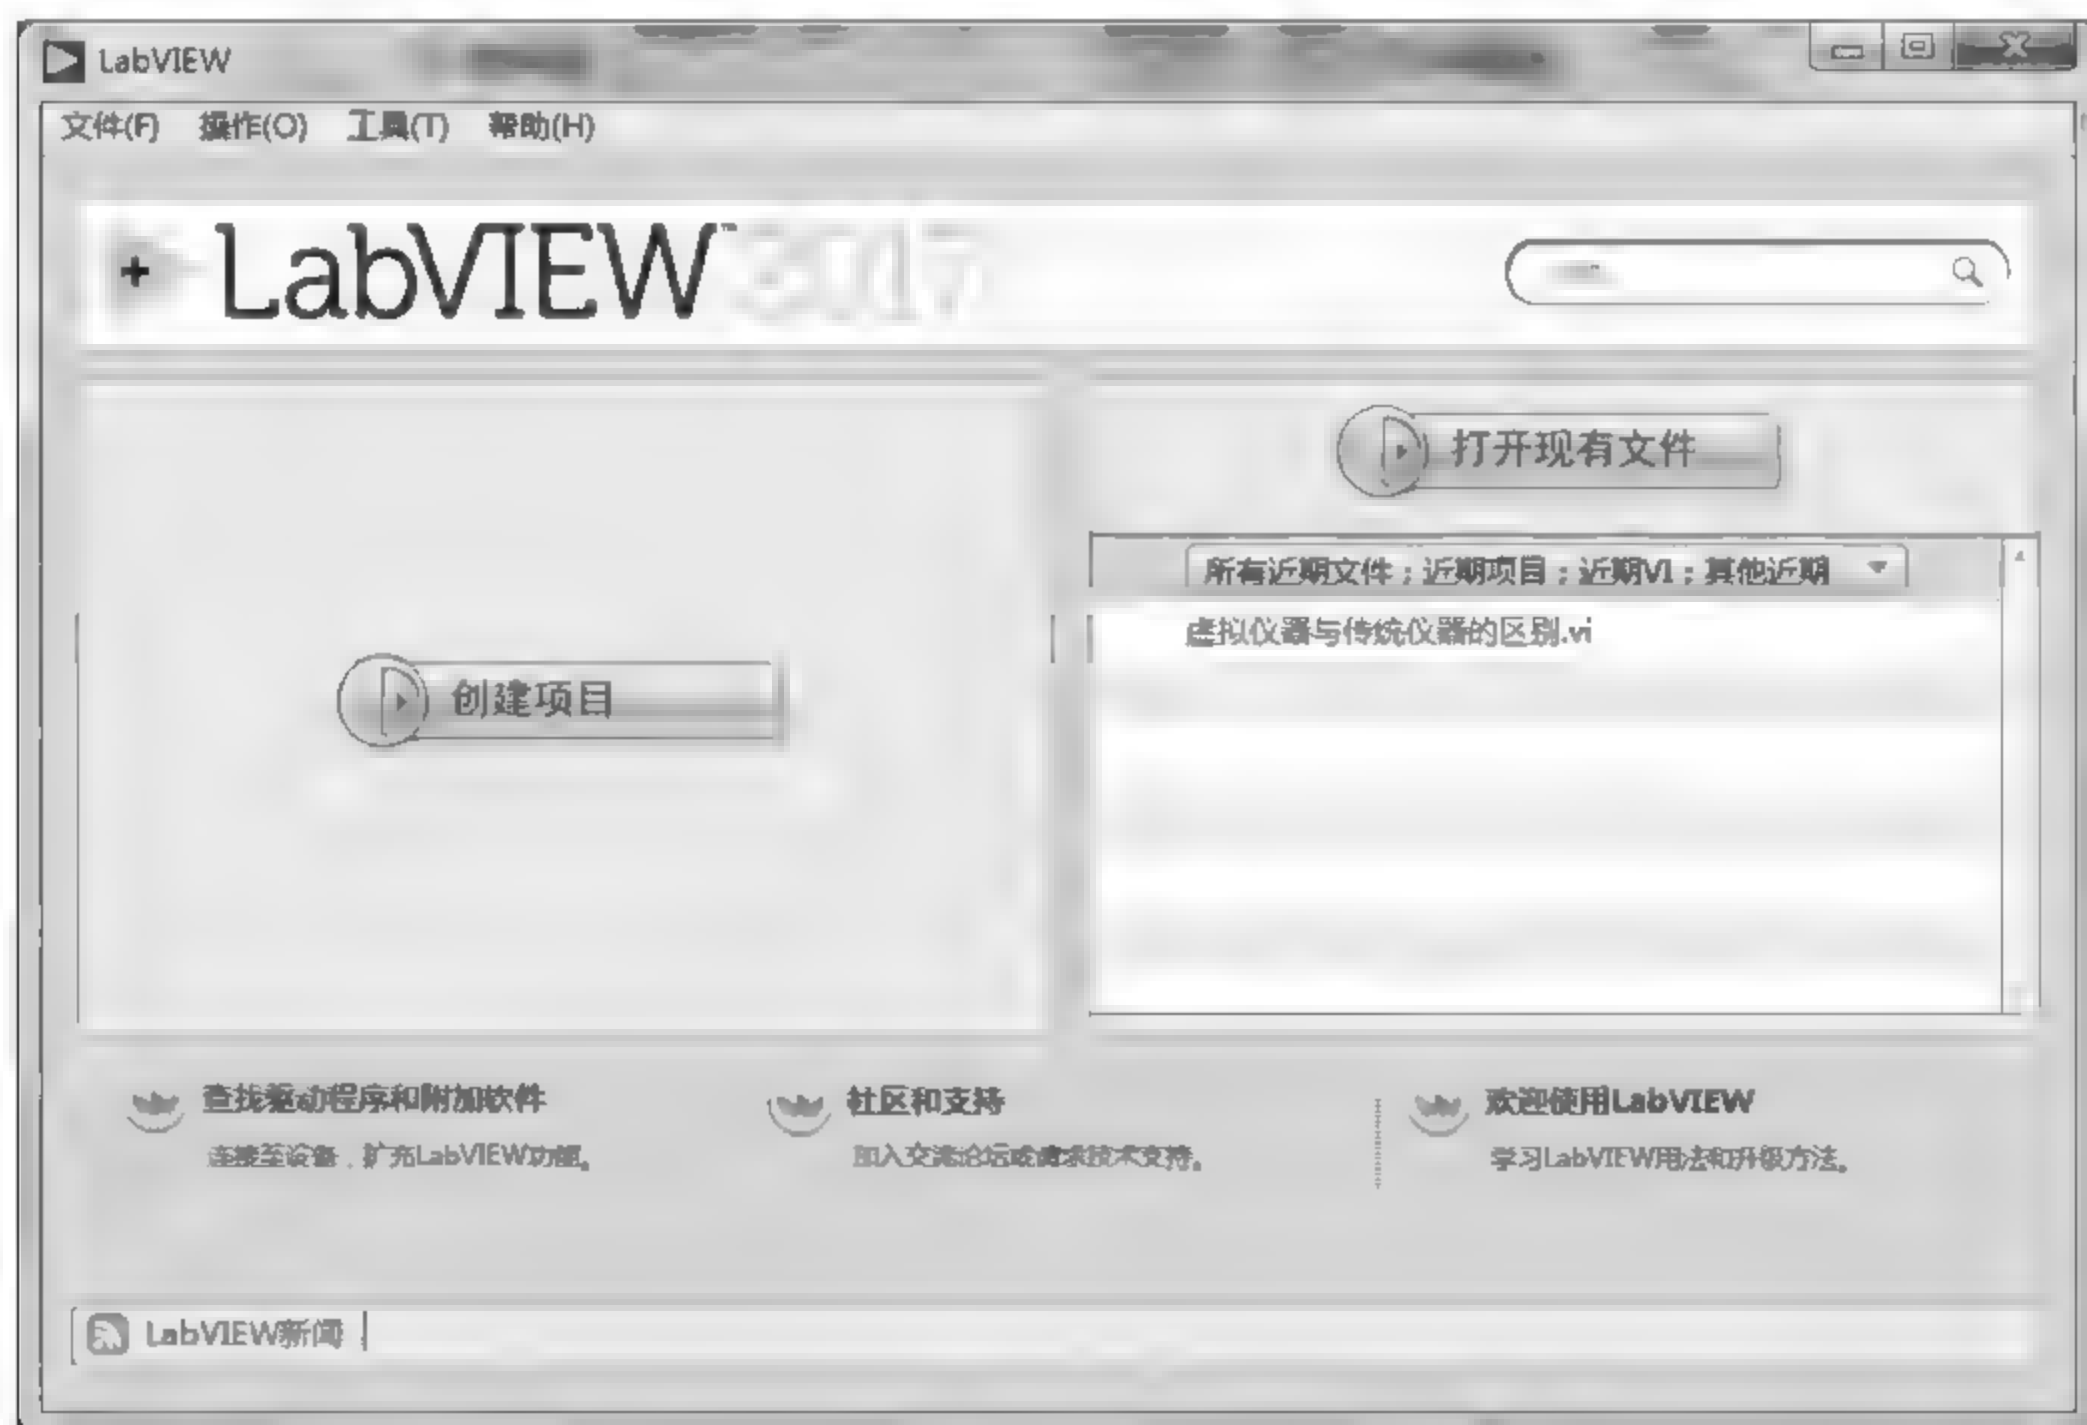 LabVIEW
文件(F) 操作(O) 工具(T) 帮助(H)
LabVIEW™ 2017
打开现有文件
所有近期文件；近期项目；近期VI；其他近期
虚拟仪器与传统仪器的区别.vi
创建项目
查找驱动程序和附加软件
连接至设备，扩充LabVIEW功能。
社区和支持
加入交流论坛或请求技术支持。
欢迎使用LabVIEW
学习LabVIEW用法和升级方法。
LabVIEW新闻